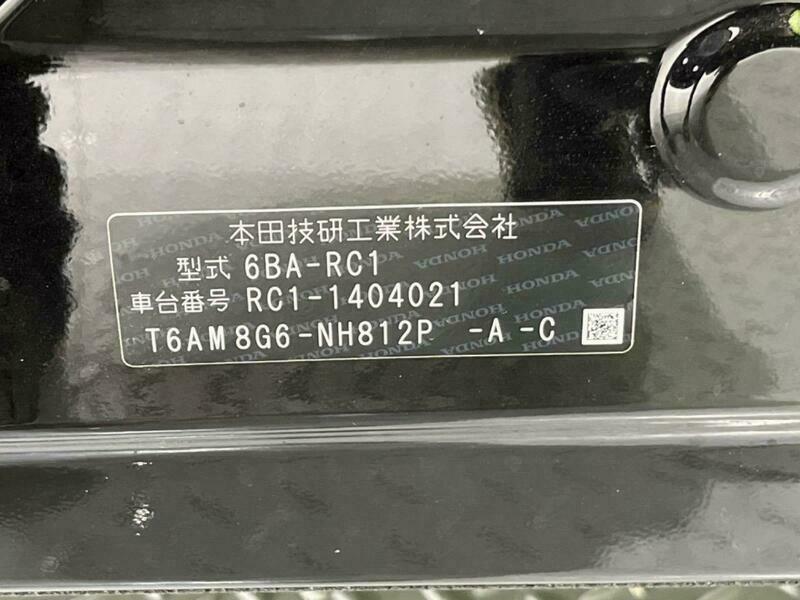 本田技研工業株式会社
型式 6BA-RC1
車台番号 RC1-1404021
T6AM8G6-NH812P -A-C